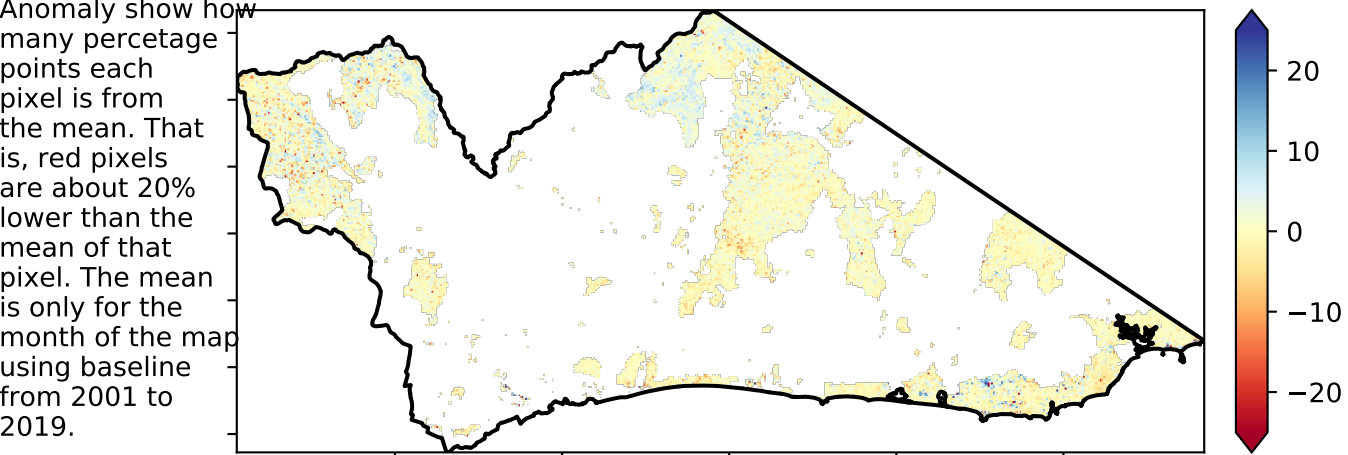 Anomaly show how
many percetage
points each
pixel is from
the mean. That
is, red pixels
are about 20%
lower than the
mean of that
pixel. The mean
is only for the
month of the map
using baseline
from 2001 to
2019.
20
10
0
−10
−20